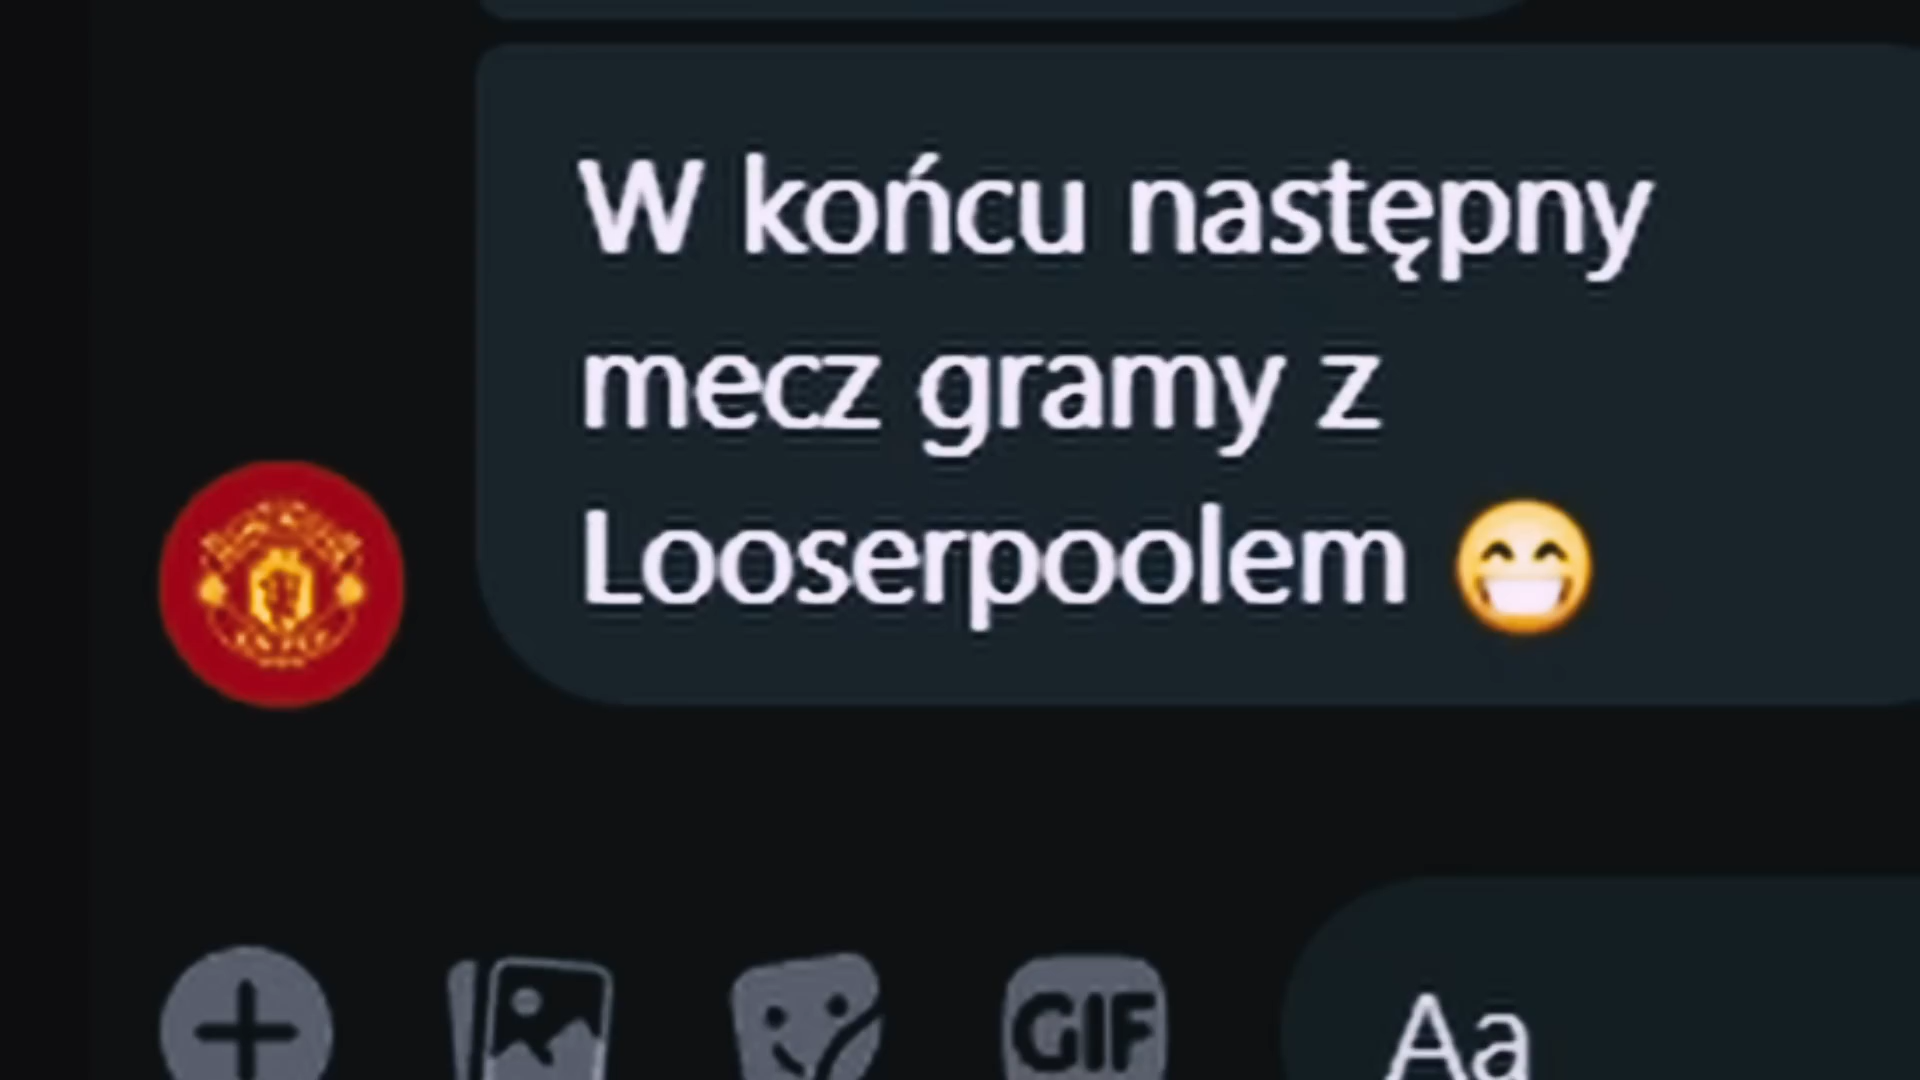 W końcu następny
mecz gramy z
Looserpoolem 😁
GIF
Aa